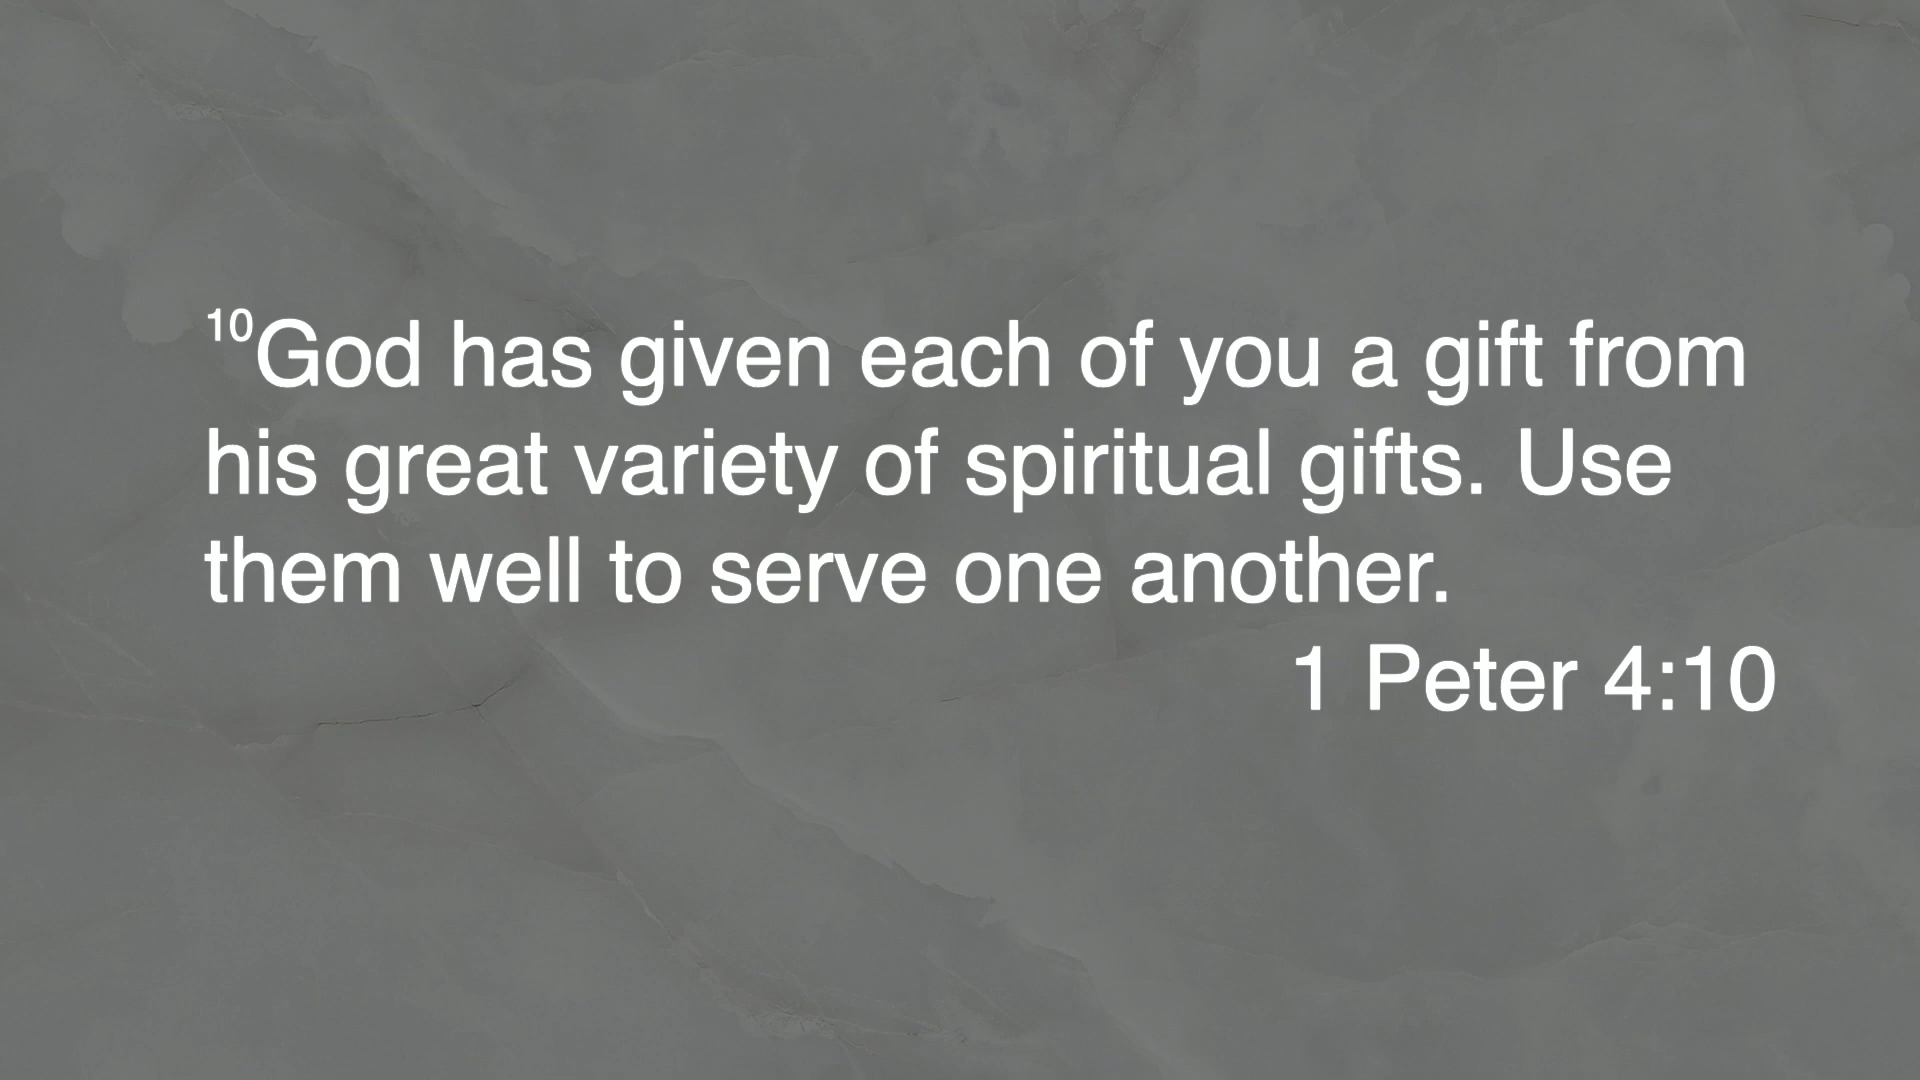 ¹⁰God has given each of you a gift from
his great variety of spiritual gifts. Use
them well to serve one another.
1 Peter 4:10